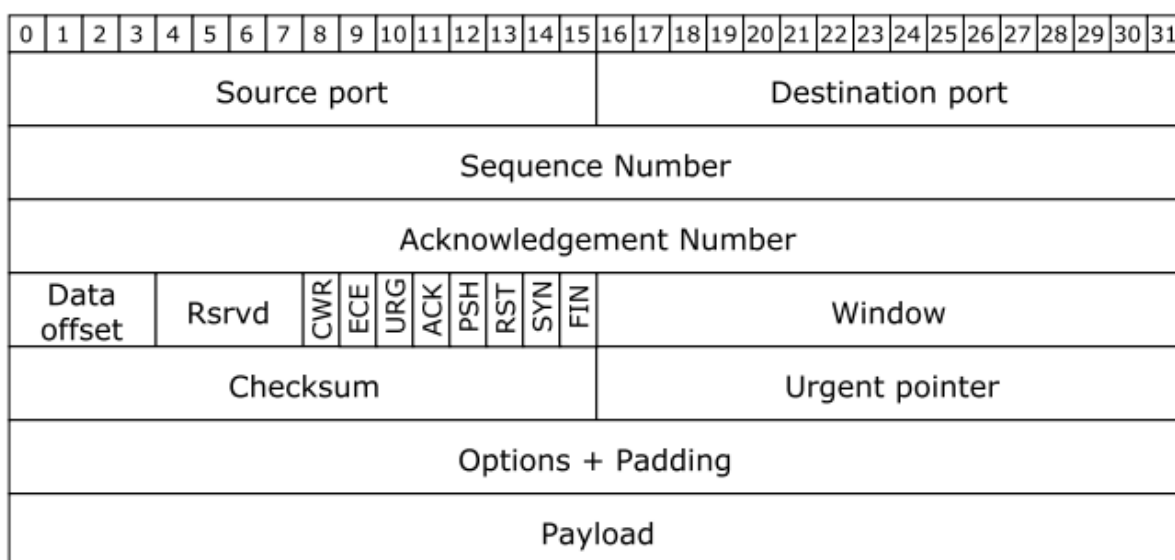 0 1 2 3 4 5 6 7 8 9 10 11 12 13 14 15 16 17 18 19 20 21 22 23 24 25 26 27 28 29 30 31
Source port Destination port
Sequence Number
Acknowledgement Number
Data offset Rsrvd CWR ECE URG ACK PSH RST SYN FIN Window
Checksum Urgent pointer
Options + Padding
Payload